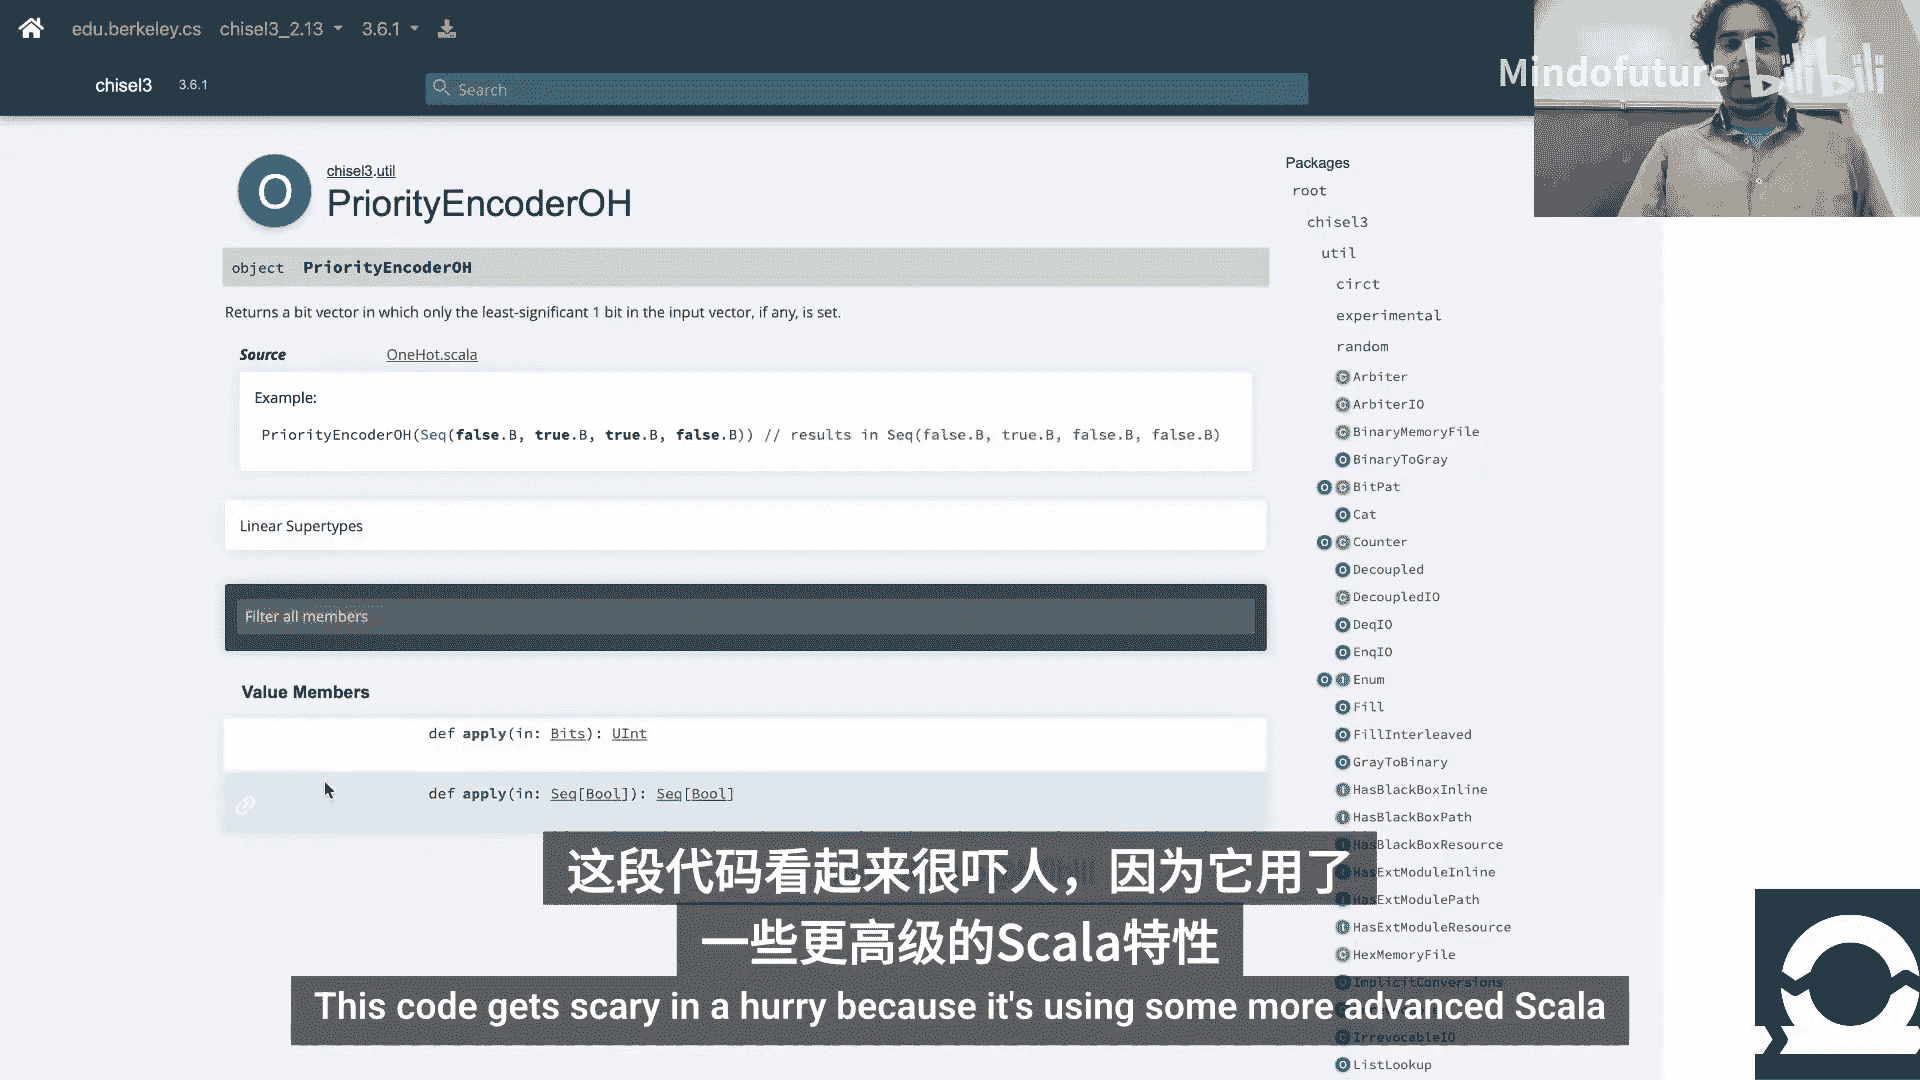 edu.berkeley.cs chisel3_2.13 3.6.1
chisel3 3.6.1
Search
Mindofuture bilibili
O
chisel3.util
PriorityEncoderOH
object PriorityEncoderOH
Returns a bit vector in which only the least-significant 1 bit in the input vector, if any, is set.
Source OneHot.scala
Example:
PriorityEncoderOH(Seq(false.B, true.B, true.B, false.B)) // results in Seq(false.B, true.B, false.B, false.B)
Linear Supertypes
Filter all members
Value Members
def apply(in: Bits): UInt
def apply(in: Seq[Bool]): Seq[Bool]
Packages
root
chisel3
util
circt
experimental
random
Arbiter
ArbiterIO
BinaryMemoryFile
BinaryToGray
BitPat
Cat
Counter
Decoupled
DecoupledIO
DeqIO
EnqIO
Enum
Fill
FillInterleaved
GrayToBinary
HasBlackBoxInline
HasBlackBoxPath
HasBlackBoxResource
HasExtModuleInline
HasExtModulePath
HasExtModuleResource
HexMemoryFile
ImplicitConversions
IrrevocableIO
ListLookup
这段代码看起来很吓人，因为它用了
一些更高级的Scala特性
This code gets scary in a hurry because it's using some more advanced Scala